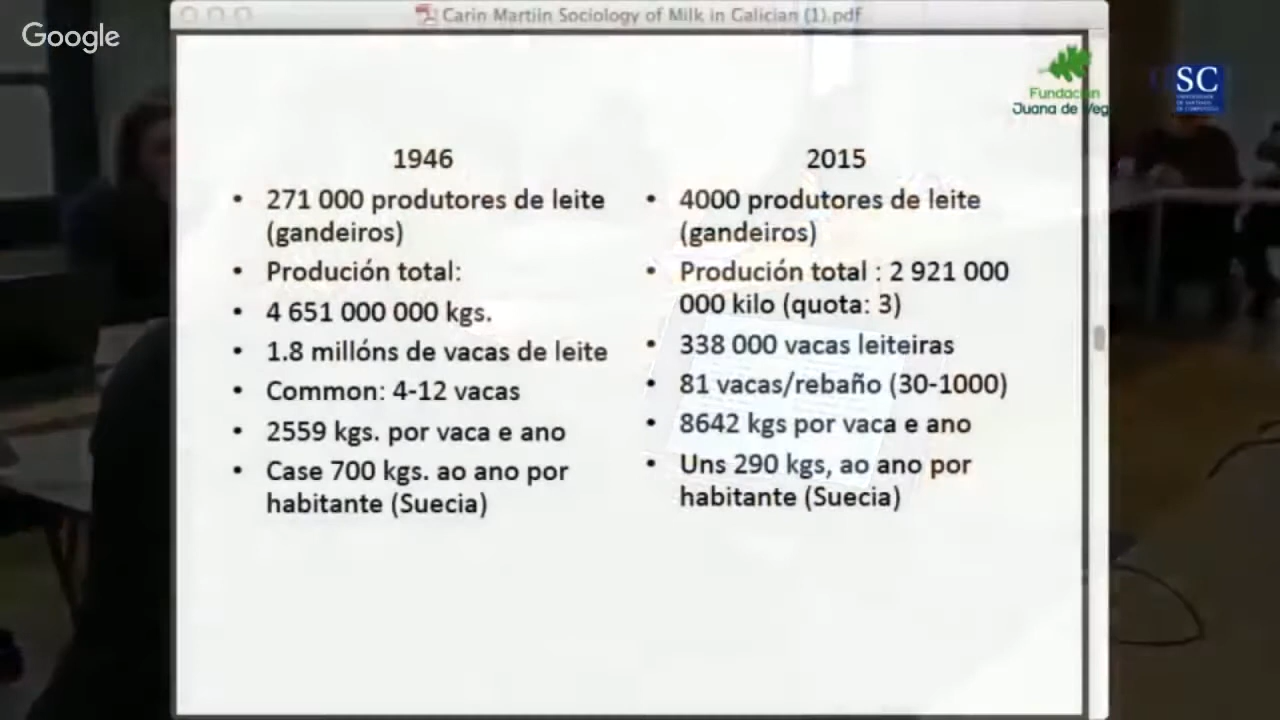 Carin Martiin Sociology of Milk in Galician (1).pdf
Google
Fundación
Juana de Veg
SC
1946
271 000 produtores de leite
(gandeiros)
Produción total:
4 651 000 000 kgs.
1.8 millóns de vacas de leite
Common: 4-12 vacas
2559 kgs. por vaca e ano
Case 700 kgs. ao ano por
habitante (Suecia)
2015
4000 produtores de leite
(gandeiros)
Produción total : 2 921 000
000 kilo (quota: 3)
338 000 vacas leiteiras
81 vacas/rebaño (30-1000)
8642 kgs por vaca e ano
Uns 290 kgs, ao ano por
habitante (Suecia)